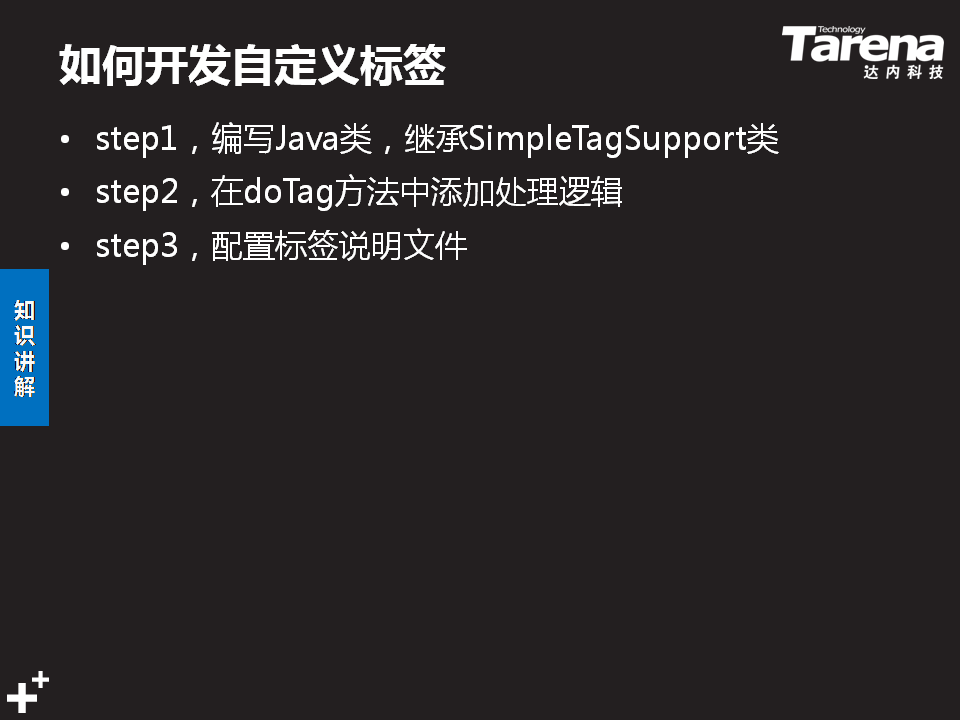 如何开发自定义标签
Technology
Tarena
达内科技
• step1，编写Java类，继承SimpleTagSupport类
• step2，在doTag方法中添加处理逻辑
• step3，配置标签说明文件
知识讲解